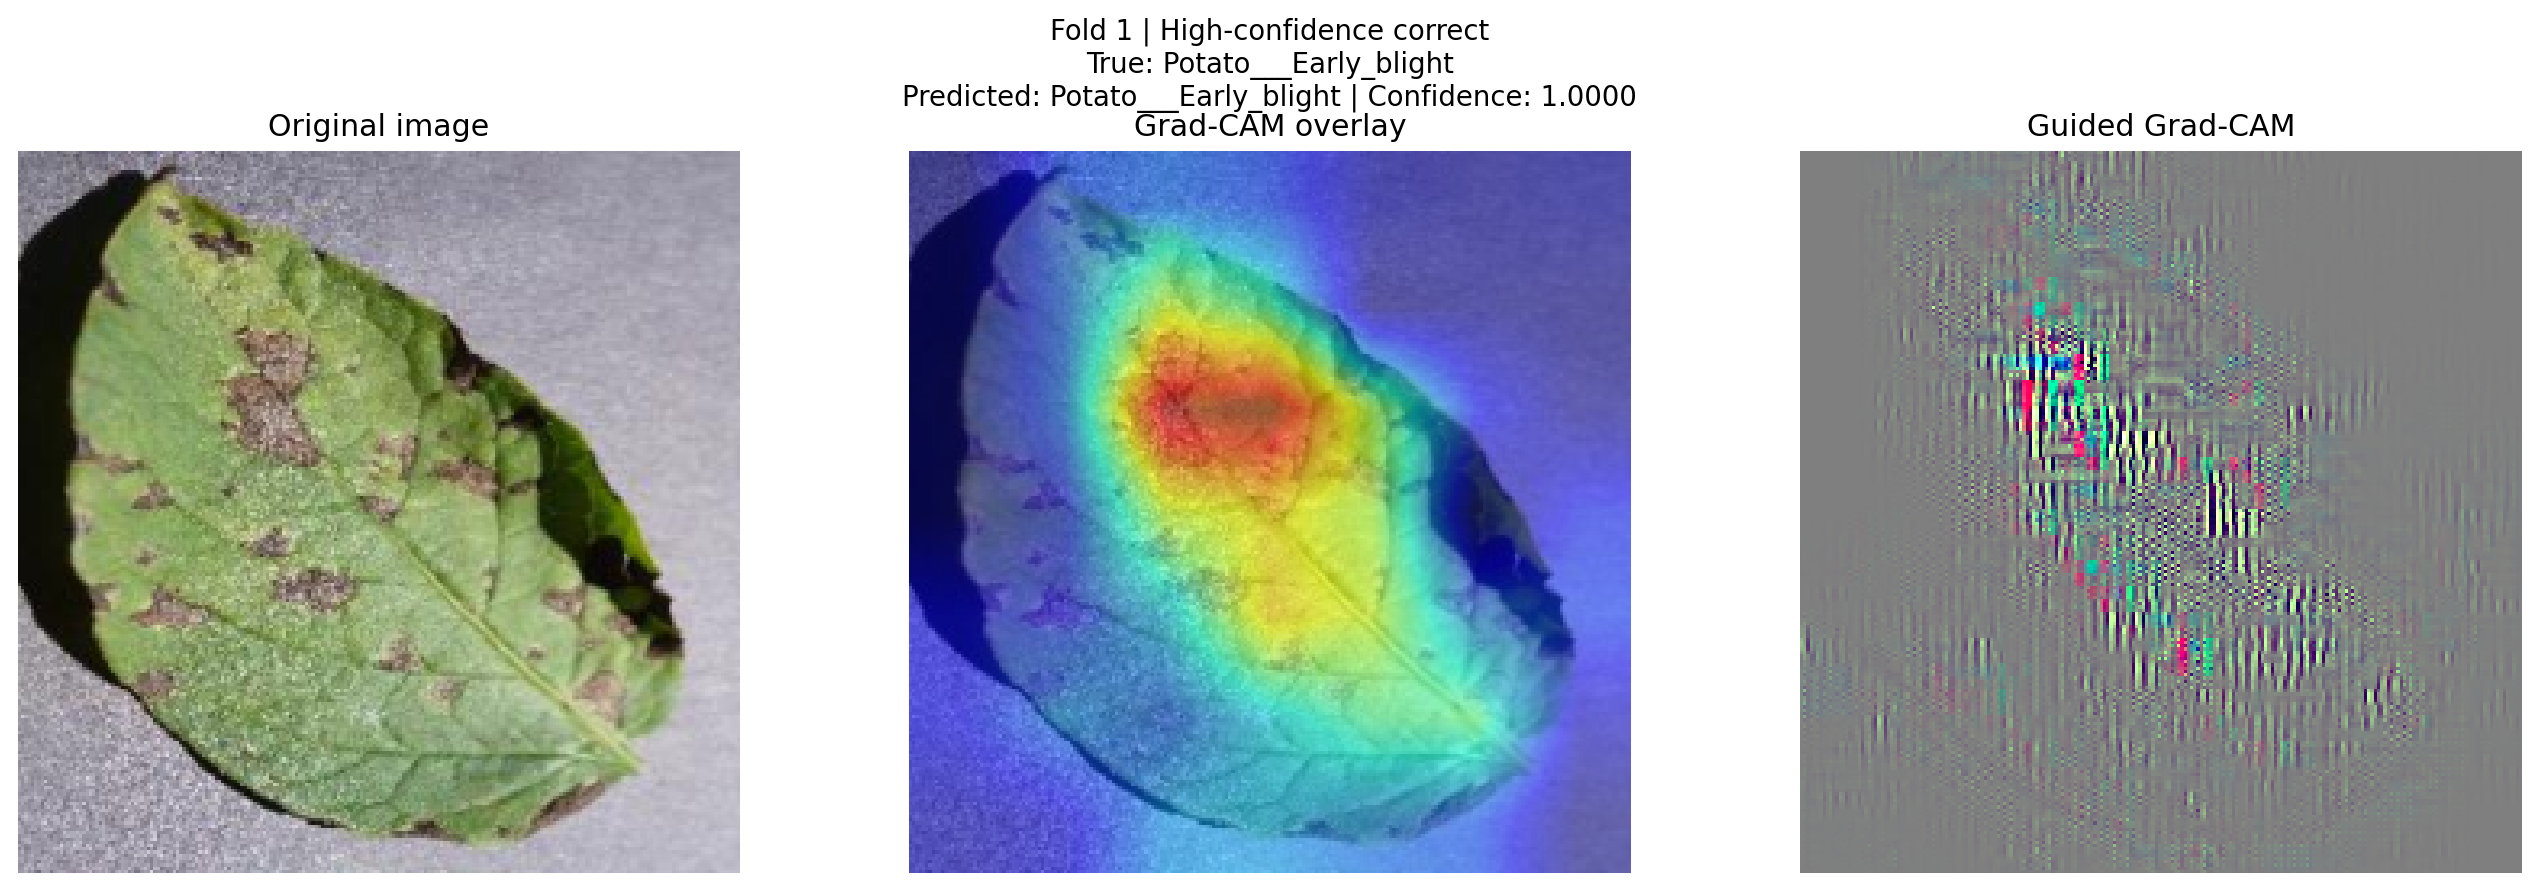 Fold 1 | High-confidence correct
True: Potato___Early_blight
Predicted: Potato___Early_blight | Confidence: 1.0000
Original image
Grad-CAM overlay
Guided Grad-CAM